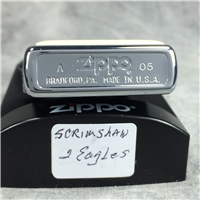 A zippo 05
BRADFORD, PA. MADE IN U.S.A.
zippo
SCRIMSHAW
2 Eagles